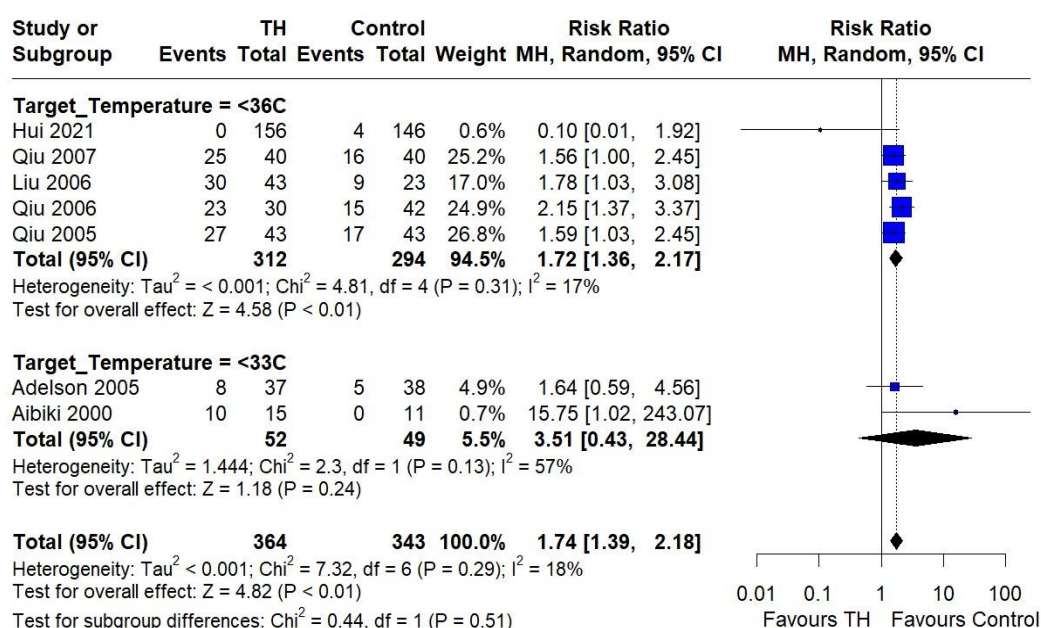 Study or TH Control Risk Ratio Risk Ratio
Subgroup Events Total Events Total Weight MH, Random, 95% CI MH, Random, 95% CI
Target_Temperature = <36C
Hui 2021 0 156 4 146 0.6% 0.10 [0.01, 1.92]
Qiu 2007 25 40 16 40 25.2% 1.56 [1.00, 2.45]
Liu 2006 30 43 9 23 17.0% 1.78 [1.03, 3.08]
Qiu 2006 23 30 15 42 24.9% 2.15 [1.37, 3.37]
Qiu 2005 27 43 17 43 26.8% 1.59 [1.03, 2.45]
Total (95% CI) 312 294 94.5% 1.72 [1.36, 2.17]
Heterogeneity: Tau² = < 0.001; Chi² = 4.81, df = 4 (P = 0.31); I² = 17%
Test for overall effect: Z = 4.58 (P < 0.01)
Target_Temperature = <33C
Adelson 2005 8 37 5 38 4.9% 1.64 [0.59, 4.56]
Aibiki 2000 10 15 0 11 0.7% 15.75 [1.02, 243.07]
Total (95% CI) 52 49 5.5% 3.51 [0.43, 28.44]
Heterogeneity: Tau² = 1.444; Chi² = 2.3, df = 1 (P = 0.13); I² = 57%
Test for overall effect: Z = 1.18 (P = 0.24)
Total (95% CI) 364 343 100.0% 1.74 [1.39, 2.18]
Heterogeneity: Tau² < 0.001; Chi² = 7.32, df = 6 (P = 0.29); I² = 18%
Test for overall effect: Z = 4.82 (P < 0.01)
Test for subgroup differences: Chi² = 0.44, df = 1 (P = 0.51)
0.01 0.1 1 10 100
Favours TH Favours Control